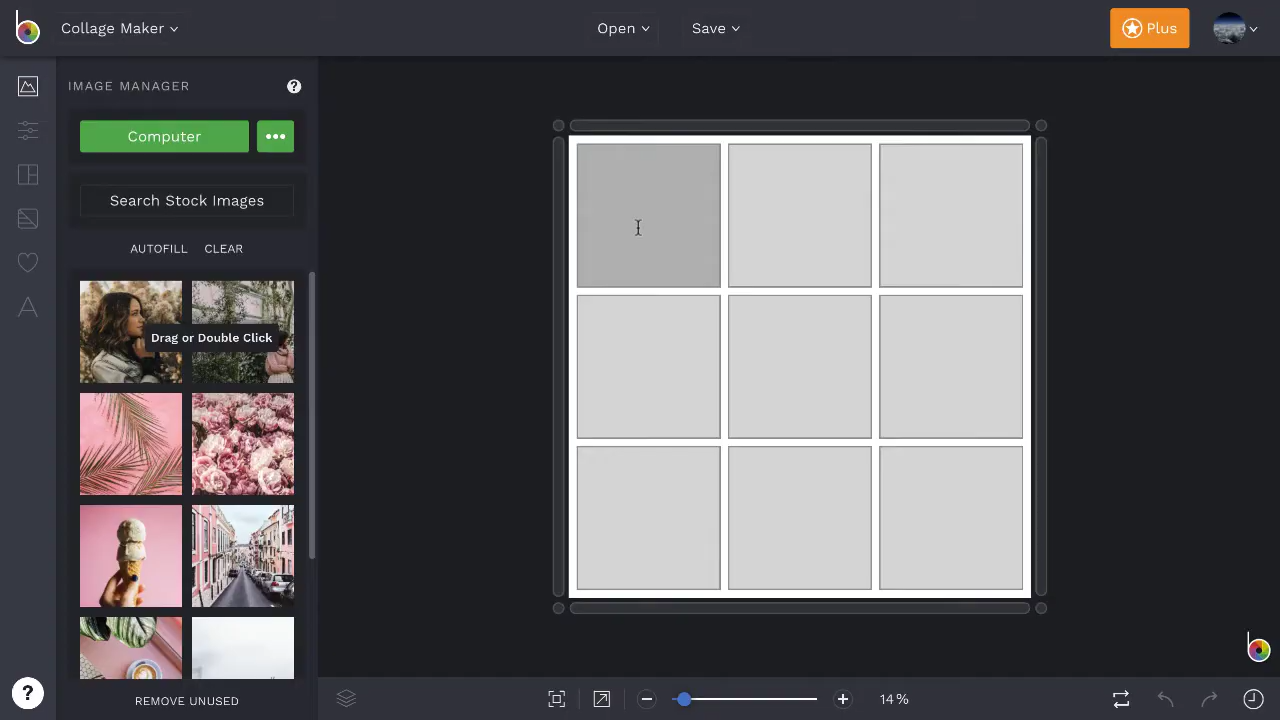 Collage Maker
Open
Save
Plus
IMAGE MANAGER
?
Computer
Search Stock Images
AUTOFILL CLEAR
Drag or Double Click
REMOVE UNUSED
?
14%